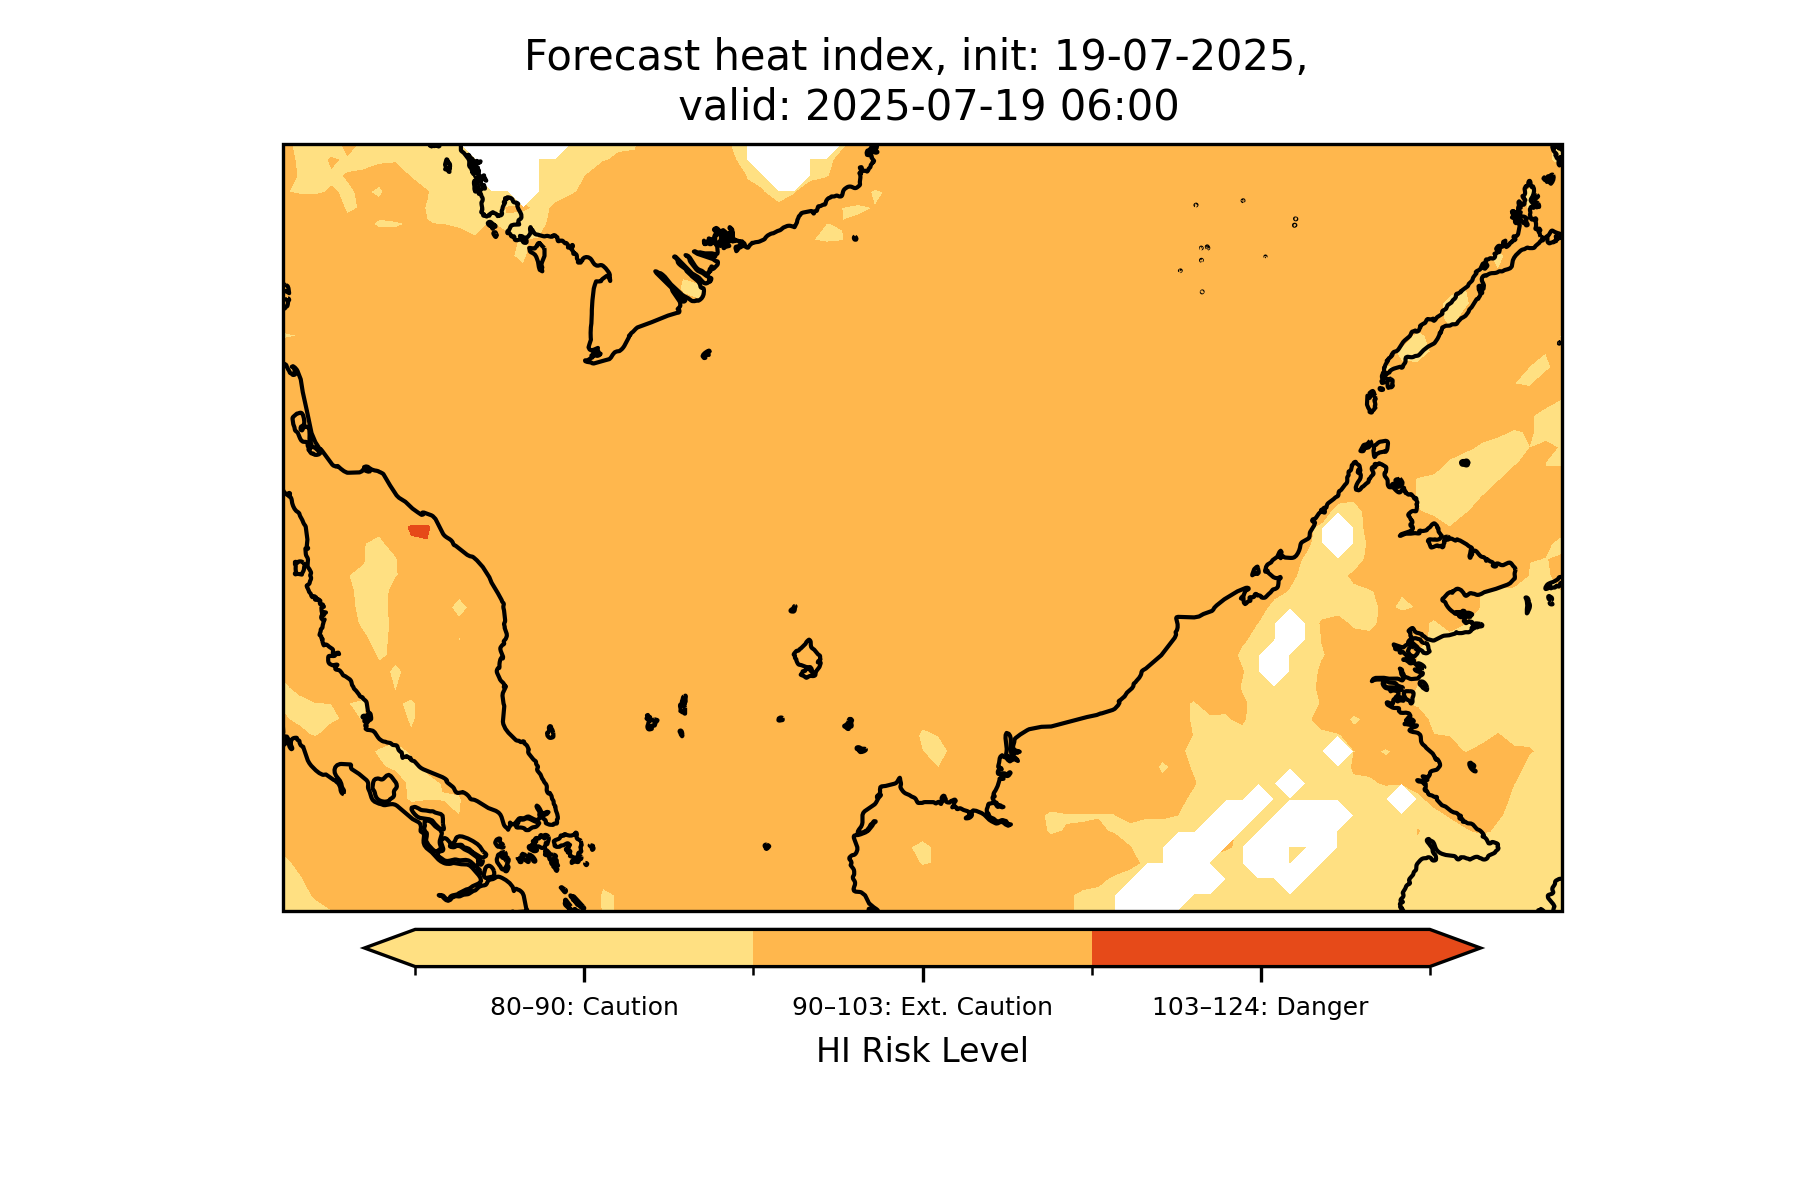 Forecast heat index, init: 19-07-2025,
valid: 2025-07-19 06:00
80–90: Caution
90–103: Ext. Caution
103–124: Danger
HI Risk Level